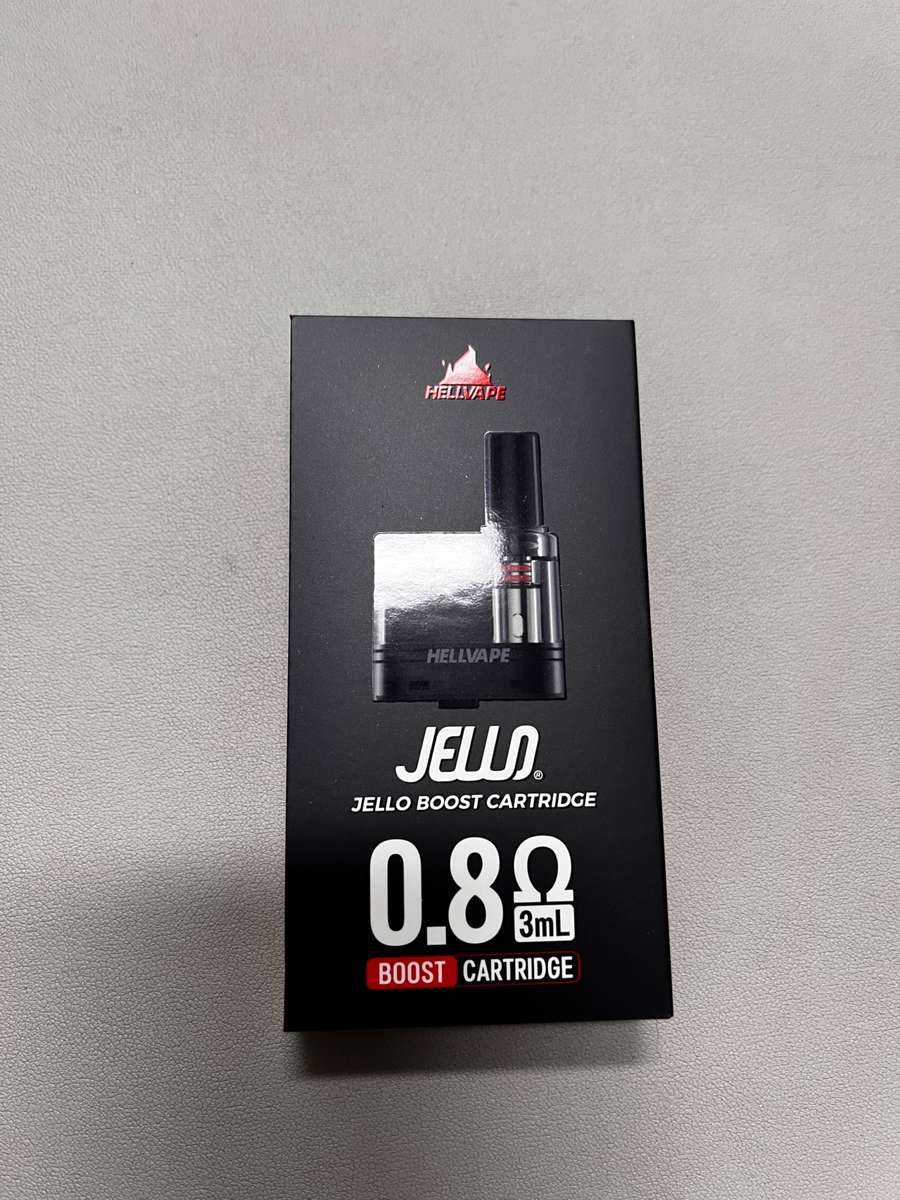 HELLVAPE
HELLVAPE
JELLO®
JELLO BOOST CARTRIDGE
0.8Ω
3mL
BOOST CARTRIDGE